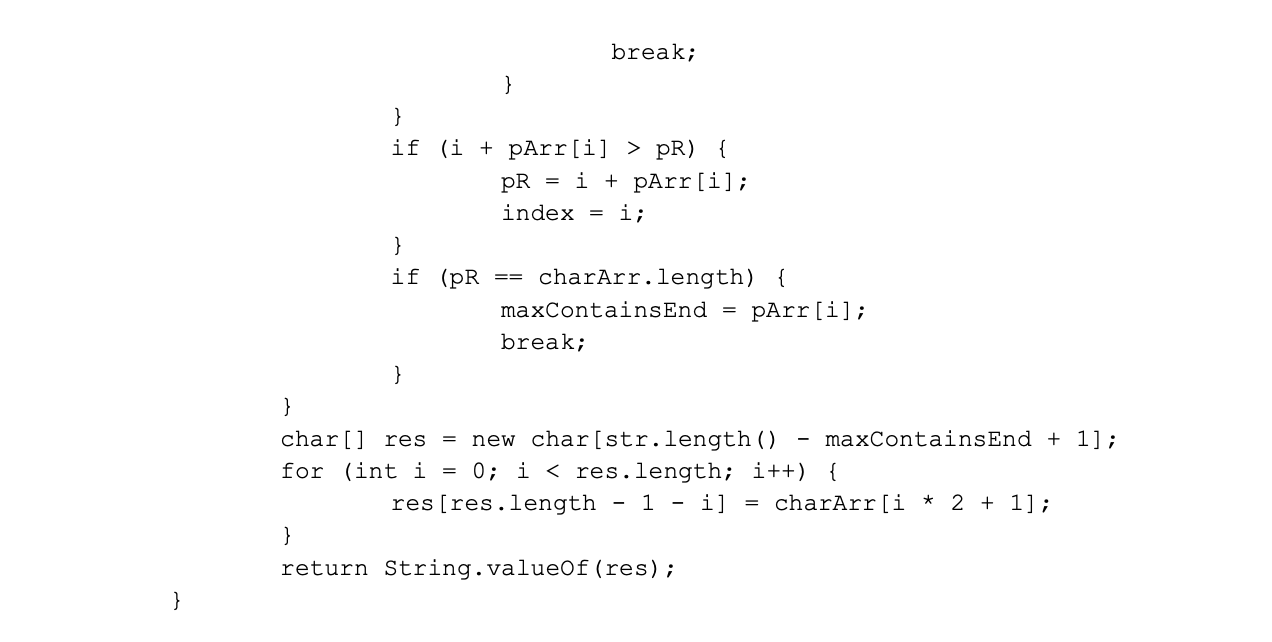 break;
}
}
if (i + pArr[i] > pR) {
pR = i + pArr[i];
index = i;
}
if (pR == charArr.length) {
maxContainsEnd = pArr[i];
break;
}
}
char[] res = new char[str.length() - maxContainsEnd + 1];
for (int i = 0; i < res.length; i++) {
res[res.length - 1 - i] = charArr[i * 2 + 1];
}
return String.valueOf(res);
}